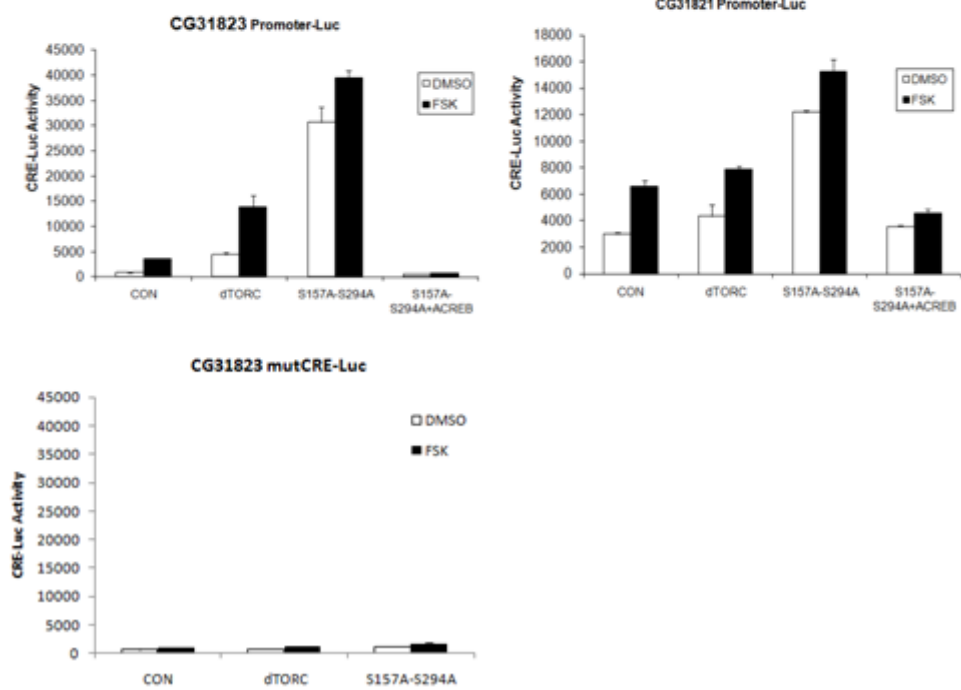 CG31823 Promoter-Luc
45000
40000
35000
30000
25000
20000
15000
10000
5000
0
CRE-Luc Activity
DMSO
FSK
CON
dTORC
S157A-S294A
S157A-
S294A+ACREB
CG31821 Promoter-Luc
18000
16000
14000
12000
10000
8000
6000
4000
2000
0
CRE-Luc Activity
DMSO
FSK
CON
dTORC
S157A-S294A
S157A-
S294A+ACREB
CG31823 mutCRE-Luc
45000
40000
35000
30000
25000
20000
15000
10000
5000
0
CRE-Luc Activity
DMSO
FSK
CON
dTORC
S157A-S294A